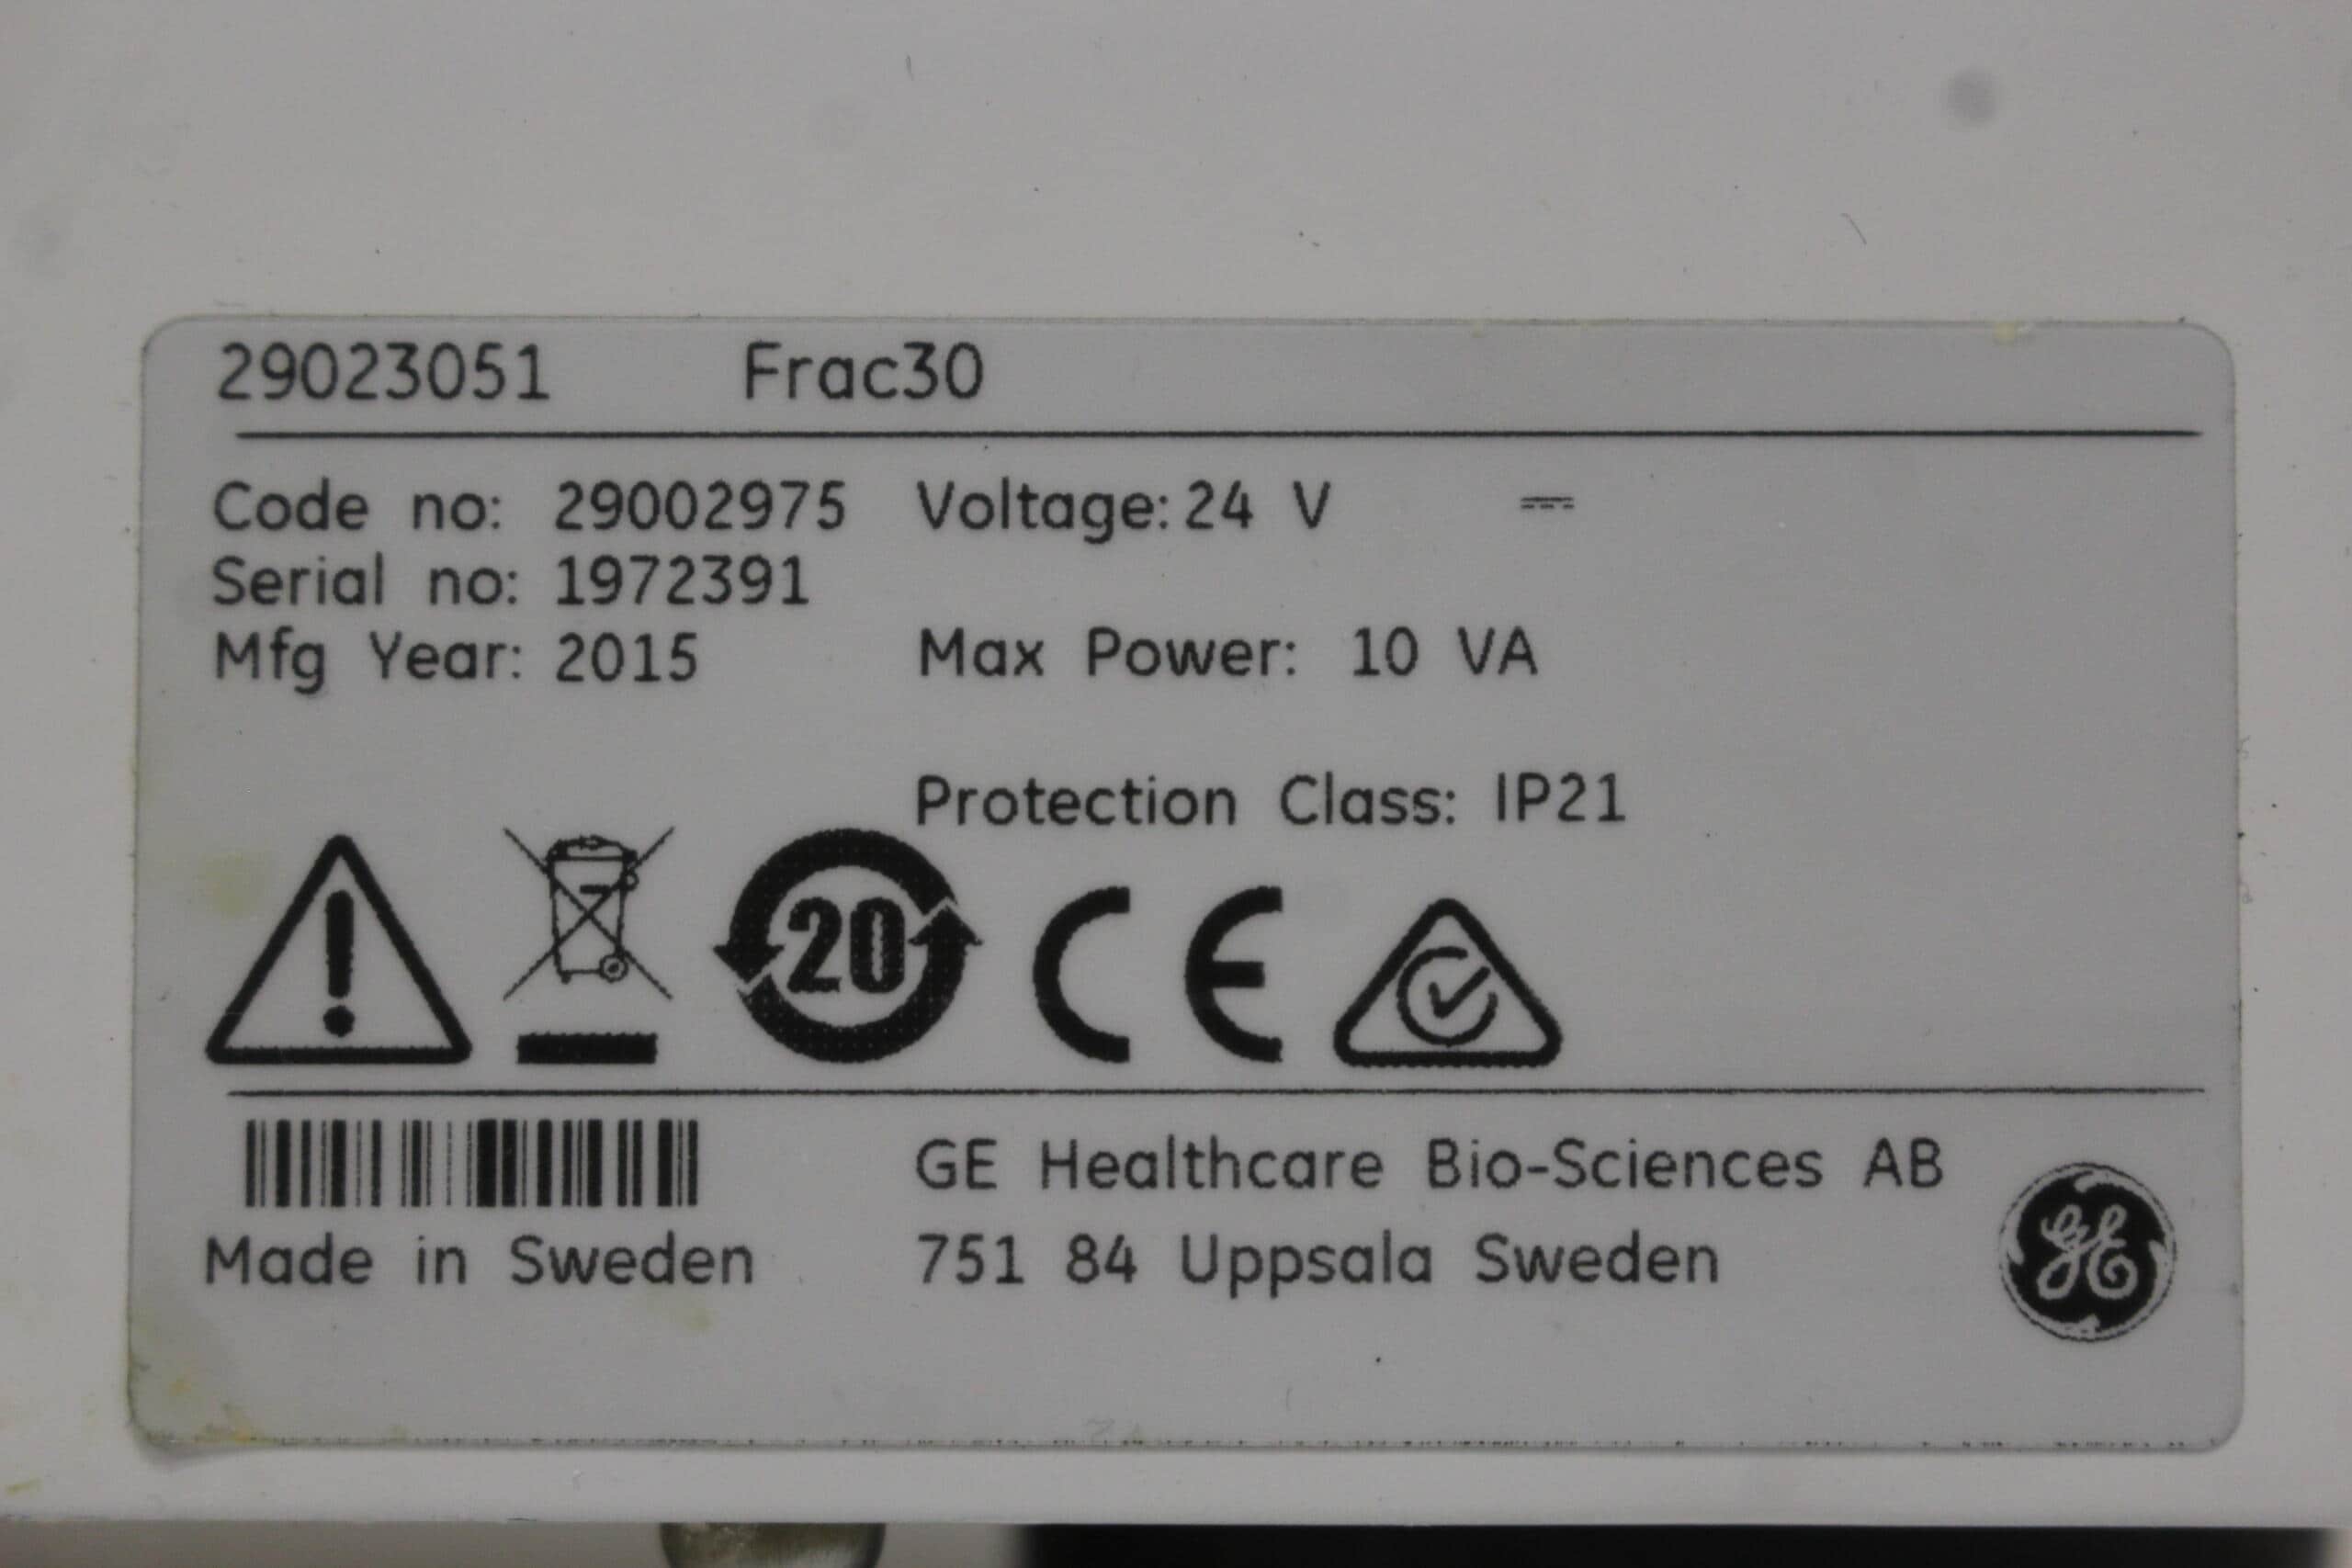 29023051 Frac30
Code no: 29002975 Voltage: 24 V
Serial no: 1972391
Mfg Year: 2015 Max Power: 10 VA
Protection Class: IP21
20 CE
GE Healthcare Bio-Sciences AB
Made in Sweden 751 84 Uppsala Sweden
GE